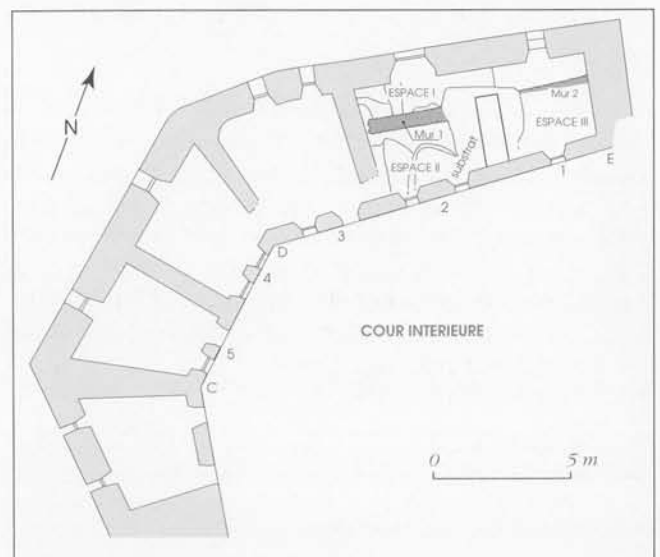 N
ESPACE I
Mur 1
ESPACE II
substrat
Mur 2
ESPACE III
1
E
2
3
D
4
5
C
COUR INTERIEURE
0 5 m